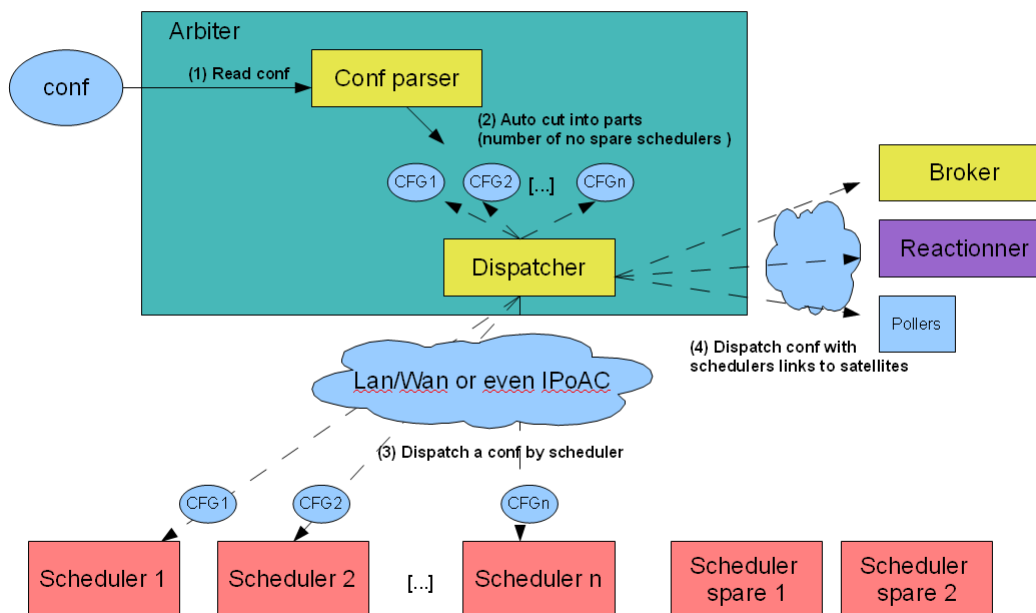 Arbiter
conf
(1) Read conf
Conf parser
(2) Auto cut into parts
(number of no spare schedulers )
CFG1
CFG2
[...]
CFGn
Broker
Dispatcher
Reactionner
Pollers
(4) Dispatch conf with
schedulers links to satellites
Lan/Wan or even IPoAC
(3) Dispatch a conf by scheduler
CFG1
CFG2
CFGn
Scheduler 1
Scheduler 2
[...]
Scheduler n
Scheduler
spare 1
Scheduler
spare 2